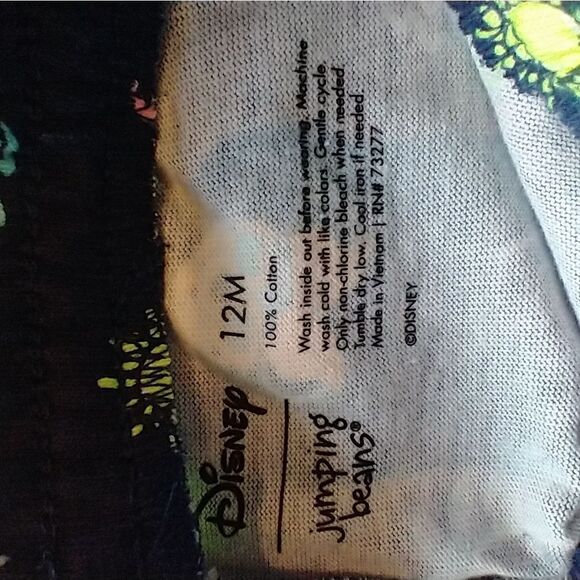 Disney
jumping
beans®
12M
100% Cotton
Wash inside out before wearing. Machine
wash cold with like colors. Gentle cycle.
Only non-chlorine bleach when needed
Tumble dry low. Cool iron if needed.
Made in Vietnam | RN# 73277
©DISNEY